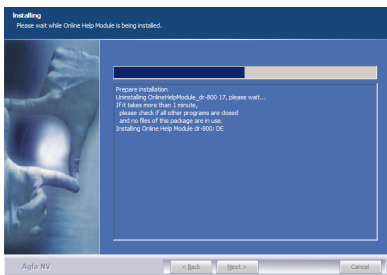 Installing
Please wait while Online Help Module is being installed.
Prepare installation
Uninstalling OnlineHelpModule_dr-800 17, please wait...
If it takes more than 1 minute,
please check if all other programs are closed
and no files of this package are in use.
Installing Online Help Module dr-800: DE
Agfa NV
< Back
Next >
Cancel